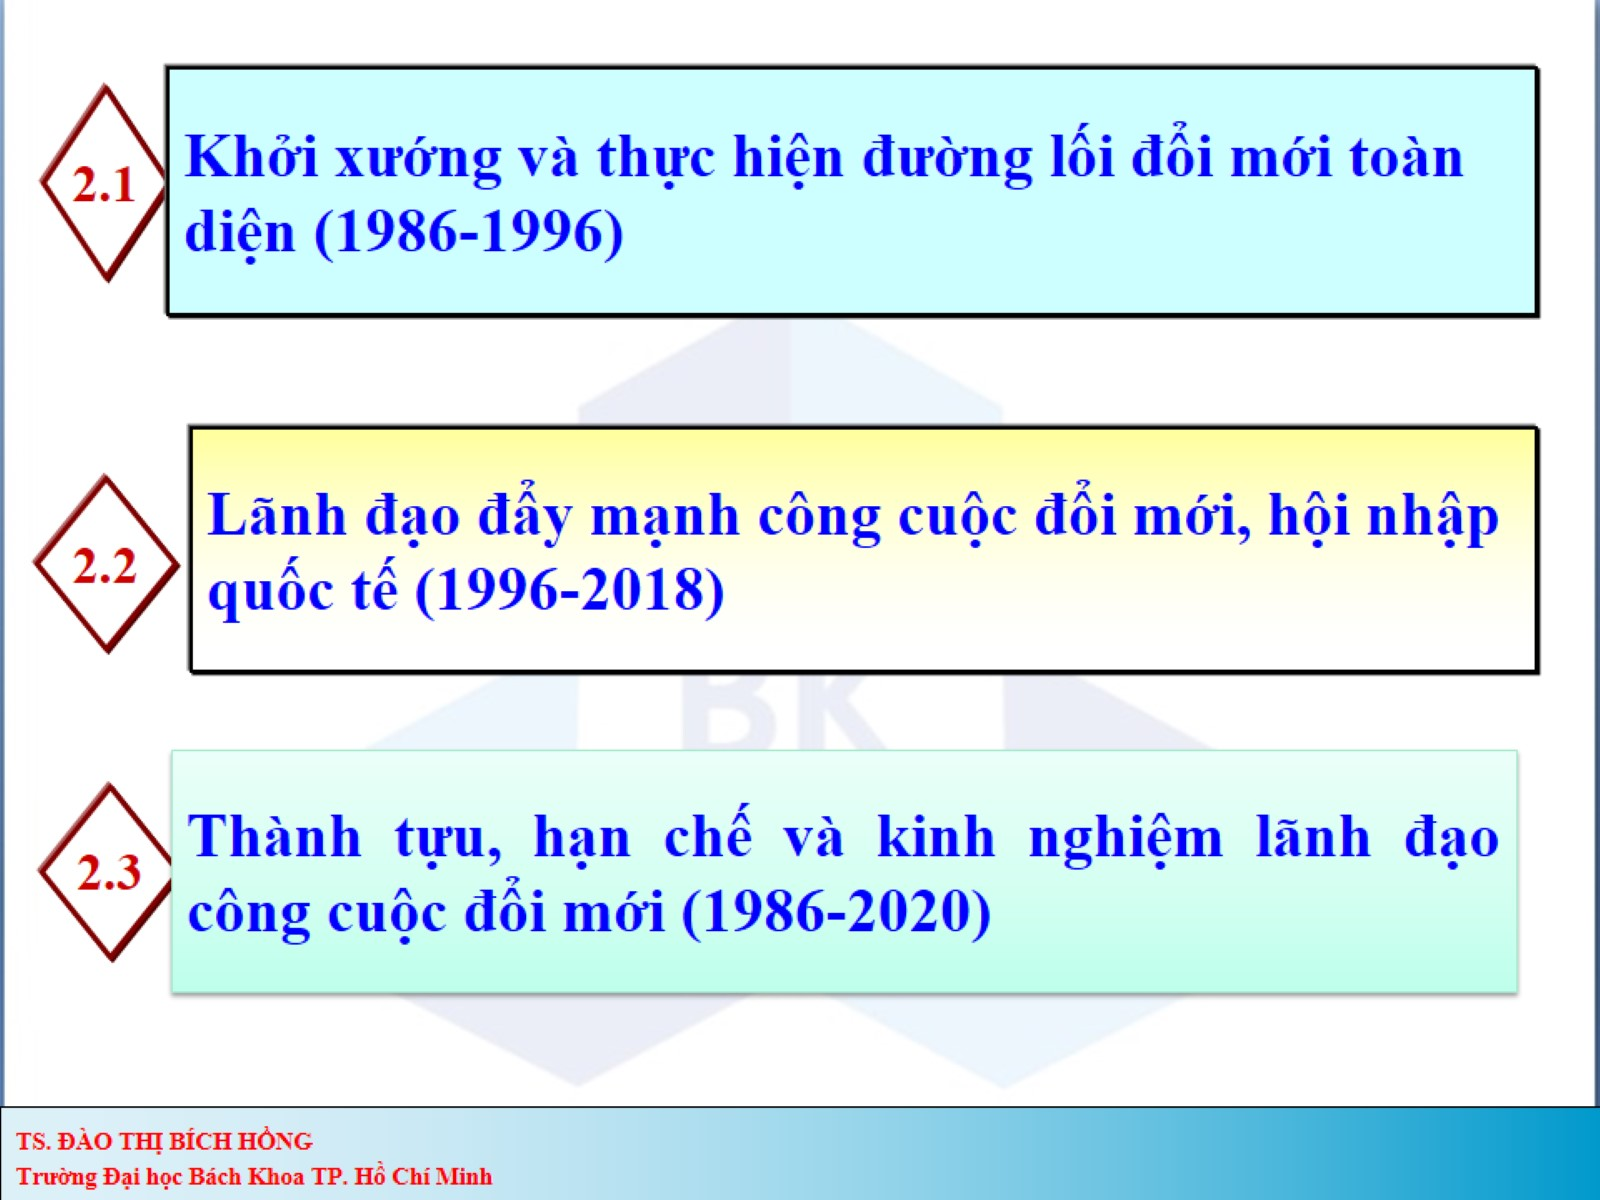 2.1
Khởi xướng và thực hiện đường lối đổi mới toàn
diện (1986-1996)
2.2
Lãnh đạo đẩy mạnh công cuộc đổi mới, hội nhập
quốc tế (1996-2018)
BK
2.3
Thành tựu, hạn chế và kinh nghiệm lãnh đạo
công cuộc đổi mới (1986-2020)
TS. ĐÀO THỊ BÍCH HỒNG
Trường Đại học Bách Khoa TP. Hồ Chí Minh